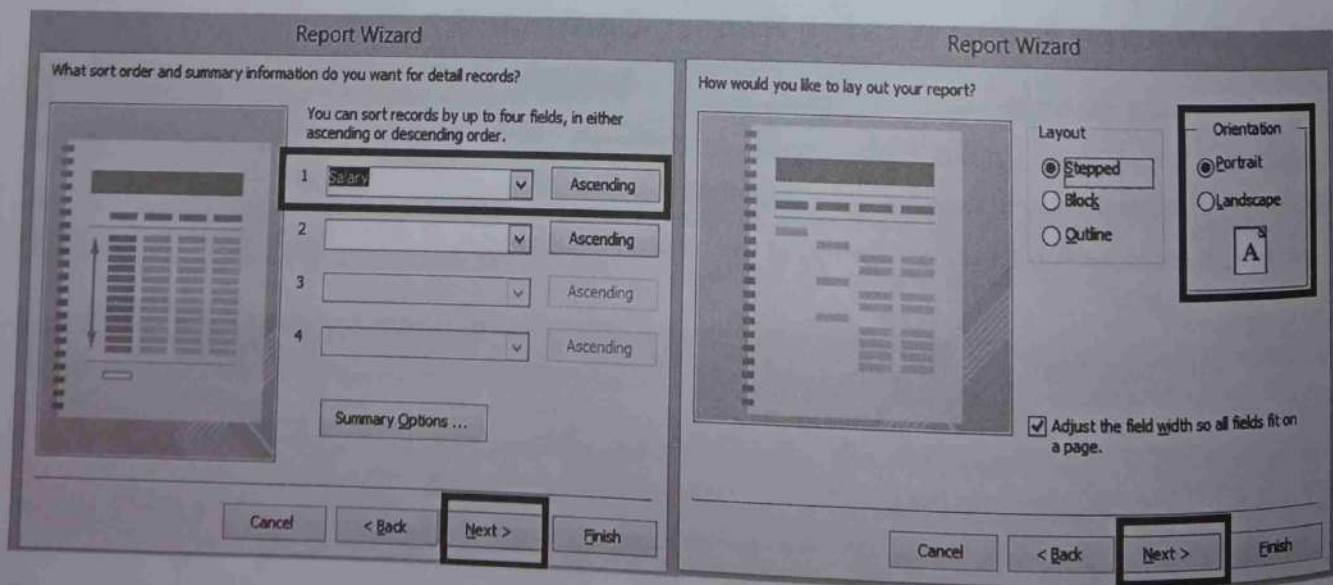 Report Wizard
What sort order and summary information do you want for detail records?
You can sort records by up to four fields, in either
ascending or descending order.
1 Salary Ascending
2 Ascending
3 Ascending
4 Ascending
Summary Options ...
Cancel < Back Next > Finish
Report Wizard
How would you like to lay out your report?
Layout
Stepped
Block
Outline
Orientation
Portrait
Landscape
A
Adjust the field width so all fields fit on
a page.
Cancel < Back Next > Finish